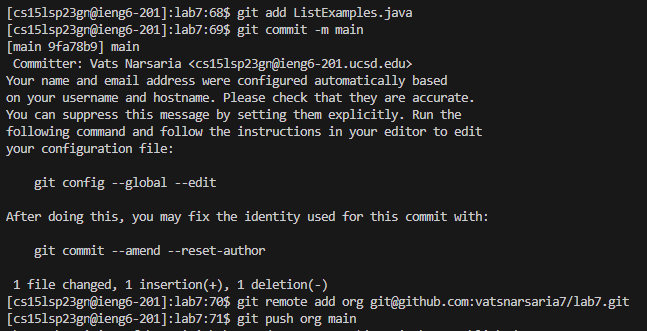 [cs15lsp23gn@ieng6-201]:lab7:68$ git add ListExamples.java
[cs15lsp23gn@ieng6-201]:lab7:69$ git commit -m main
[main 9fa78b9] main
 Committer: Vats Narsaria <cs15lsp23gn@ieng6-201.ucsd.edu>
Your name and email address were configured automatically based
on your username and hostname. Please check that they are accurate.
You can suppress this message by setting them explicitly. Run the
following command and follow the instructions in your editor to edit
your configuration file:
    git config --global --edit
After doing this, you may fix the identity used for this commit with:
    git commit --amend --reset-author
 1 file changed, 1 insertion(+), 1 deletion(-)
[cs15lsp23gn@ieng6-201]:lab7:70$ git remote add org git@github.com:vatsnarsaria7/lab7.git
[cs15lsp23gn@ieng6-201]:lab7:71$ git push org main